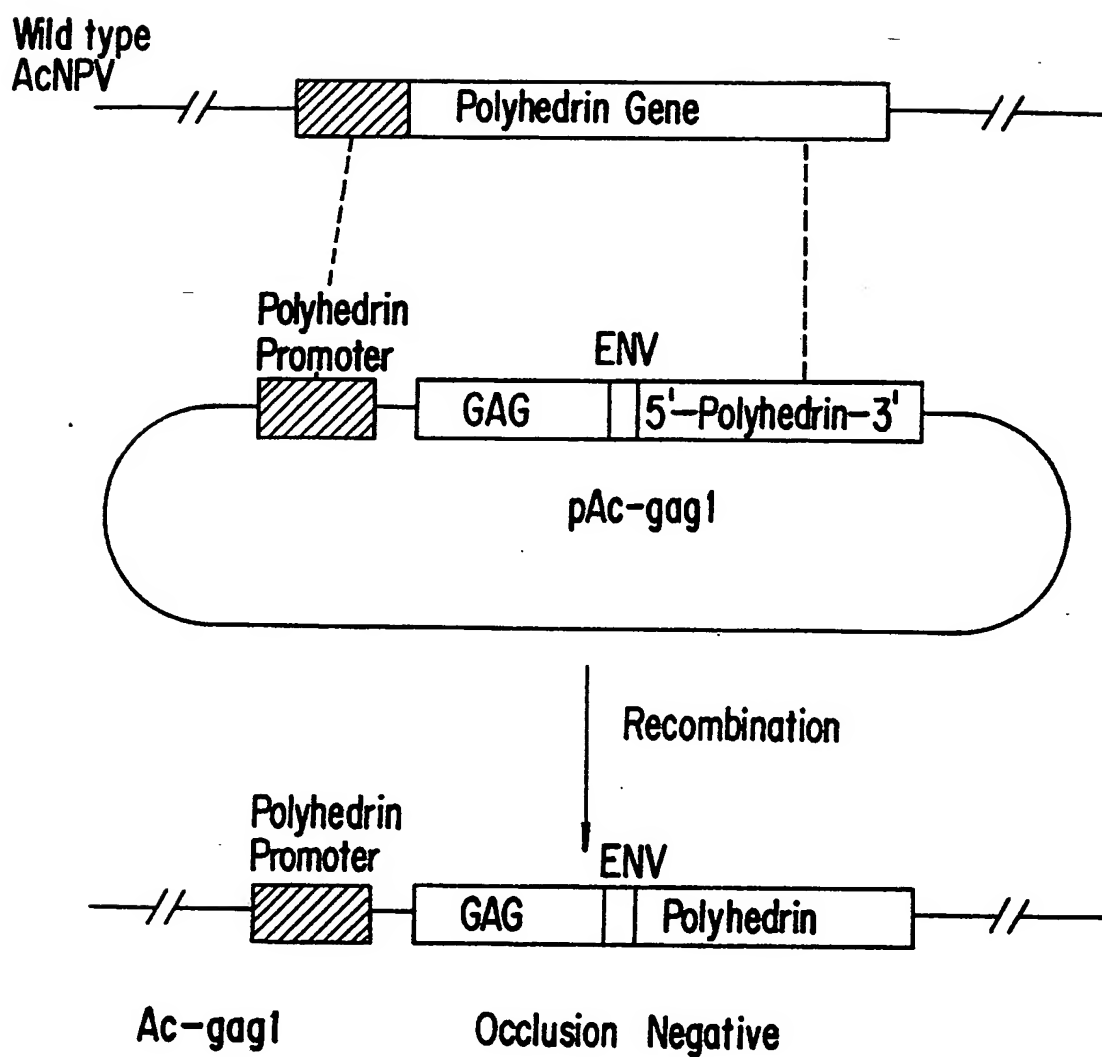 Wild type
AcNPV
Polyhedrin Gene
Polyhedrin
Promoter
ENV
GAG
5'-Polyhedrin-3'
pAc-gag1
Recombination
Polyhedrin
Promoter
ENV
GAG
Polyhedrin
Ac-gag1
Occlusion Negative